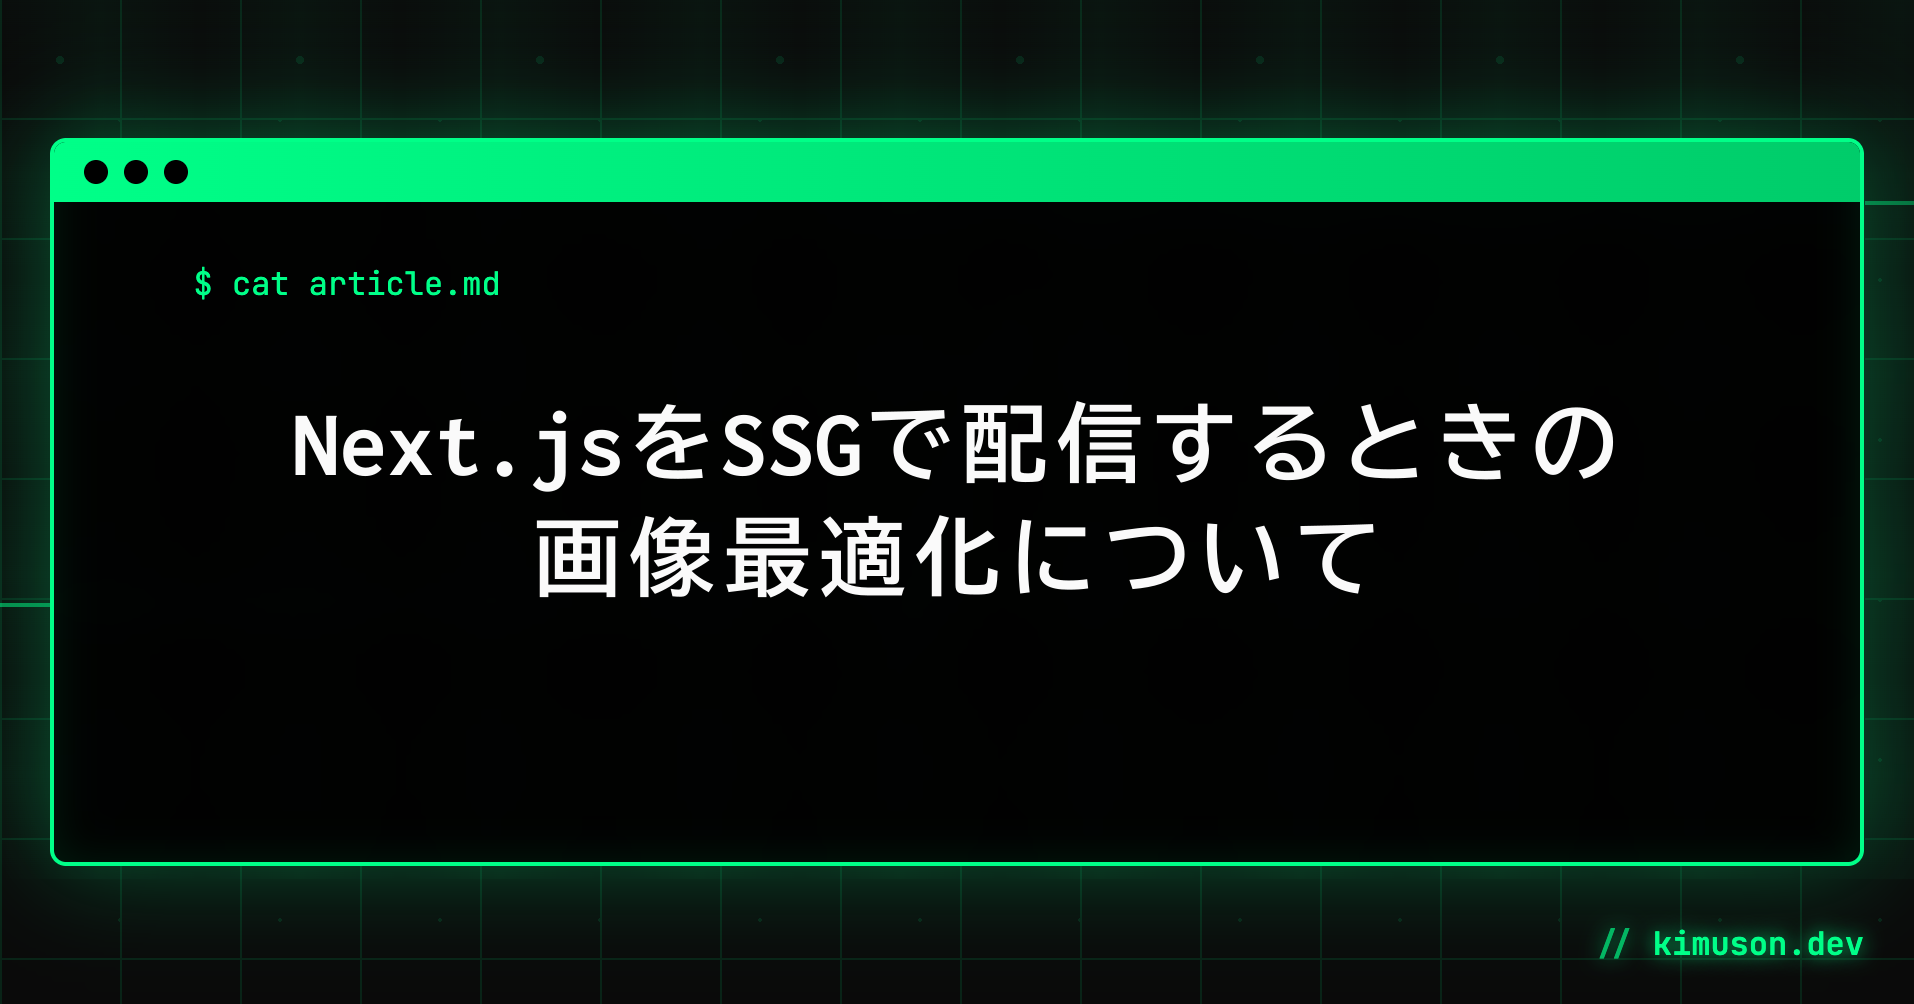 $ cat article.md
Next.jsをSSGで配信するときの
画像最適化について
// kimuson.dev